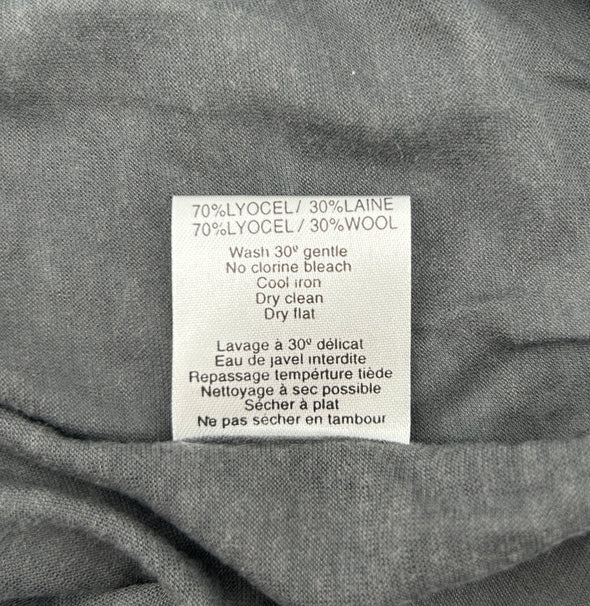 70%LYOCEL/ 30%LAINE
70%LYOCEL/ 30%WOOL
Wash 30º gentle
No clorine bleach
Cool iron
Dry clean
Dry flat
Lavage à 30º délicat
Eau de javel interdite
Repassage tempérture tiède
Nettoyage à sec possible
Sécher à plat
Ne pas sécher en tambour